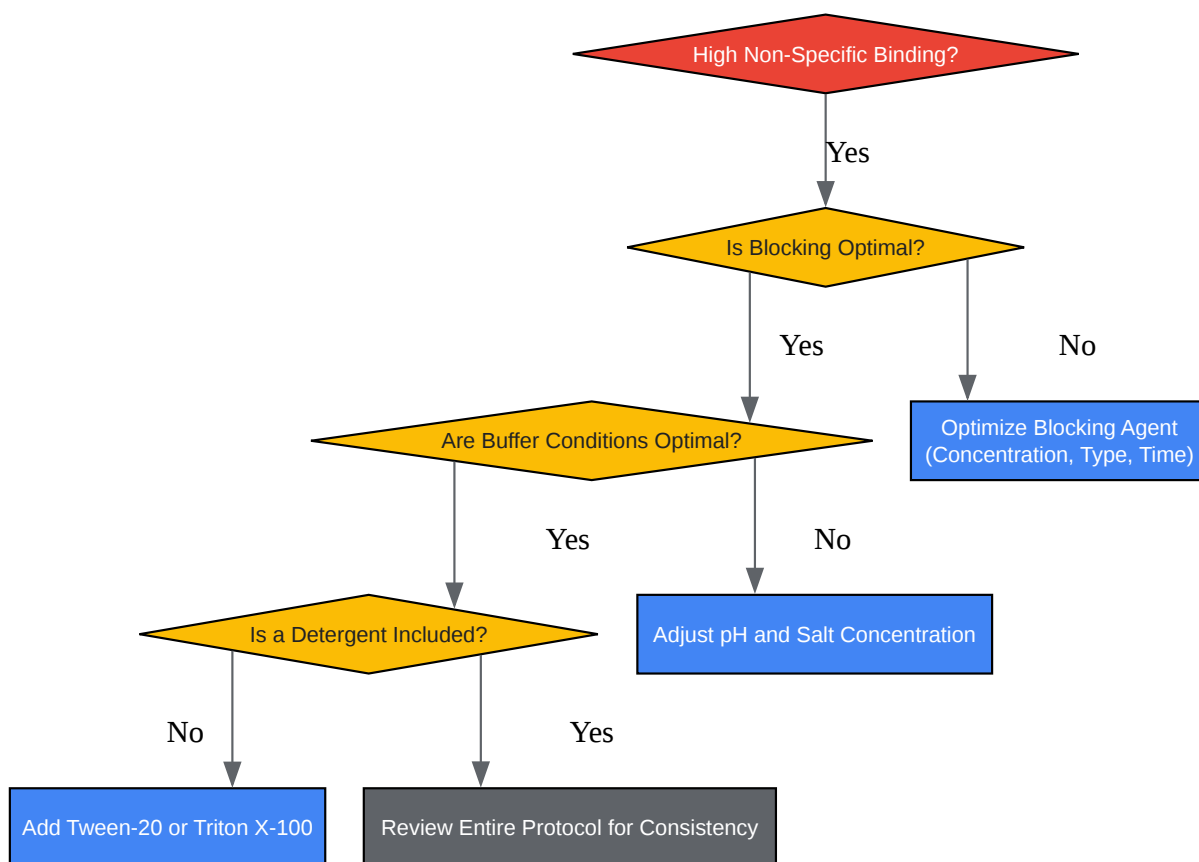 High Non-Specific Binding?
Yes
Is Blocking Optimal?
Yes
No
Optimize Blocking Agent
(Concentration, Type, Time)
Are Buffer Conditions Optimal?
Yes
No
Is a Detergent Included?
Adjust pH and Salt Concentration
No
Yes
Add Tween-20 or Triton X-100
Review Entire Protocol for Consistency